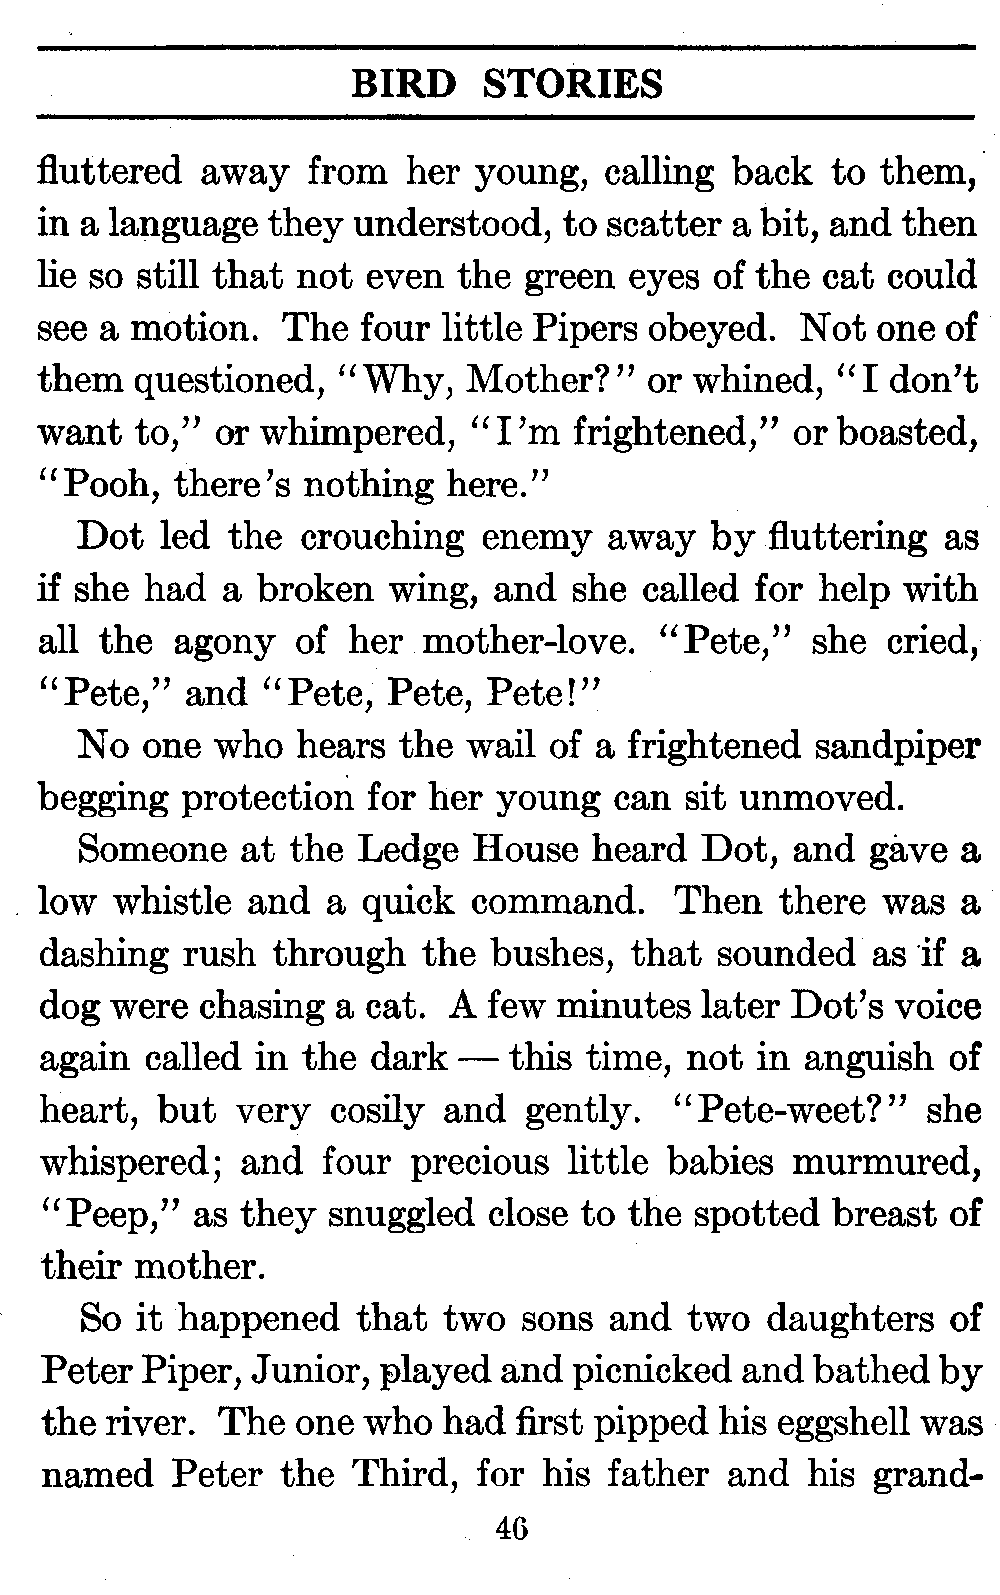 BIRD STORIES
fluttered away from her young, calling back to them,
in a language they understood, to scatter a bit, and then
lie so still that not even the green eyes of the cat could
see a motion. The four little Pipers obeyed. Not one of
them questioned, "Why, Mother?" or whined, "I don't
want to," or whimpered, "I'm frightened," or boasted,
"Pooh, there's nothing here."
Dot led the crouching enemy away by fluttering as
if she had a broken wing, and she called for help with
all the agony of her mother-love. "Pete," she cried,
"Pete," and "Pete, Pete, Pete!"
No one who hears the wail of a frightened sandpiper
begging protection for her young can sit unmoved.
Someone at the Ledge House heard Dot, and gave a
low whistle and a quick command. Then there was a
dashing rush through the bushes, that sounded as if a
dog were chasing a cat. A few minutes later Dot's voice
again called in the dark — this time, not in anguish of
heart, but very cosily and gently. "Pete-weet?" she
whispered; and four precious little babies murmured,
"Peep," as they snuggled close to the spotted breast of
their mother.
So it happened that two sons and two daughters of
Peter Piper, Junior, played and picnicked and bathed by
the river. The one who had first pipped his eggshell was
named Peter the Third, for his father and his grand-
46